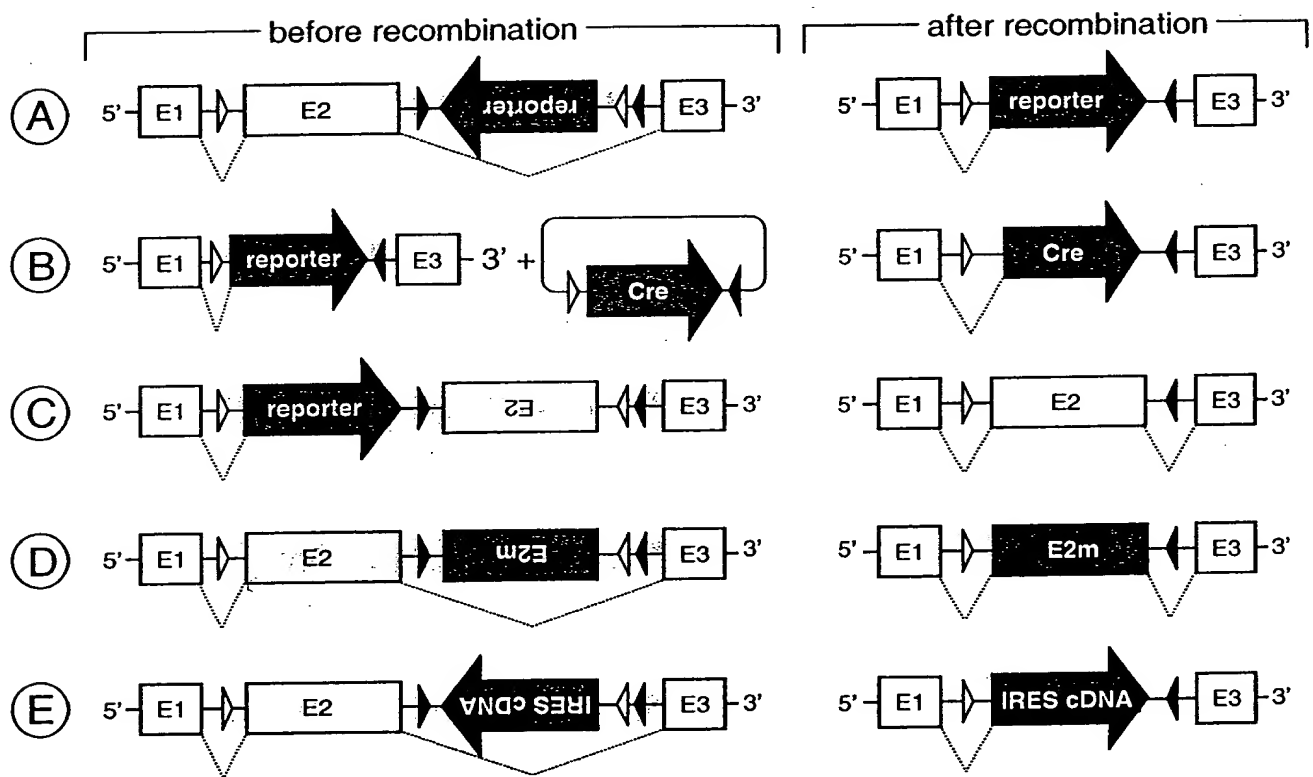 before recombination after recombination
A 5’ E1 E2 reporter E3 3’ E1 reporter E3 3’
5’
B 5’ E1 reporter E3 3’ + Cre 5’ E1 Cre E3 3’
C 5’ E1 reporter E2 E3 3’ 5’ E1 E2 E3 3’
D 5’ E1 E2 E2m E3 3’ 5’ E1 E2m E3 3’
E 5’ E1 E2 IRES cDNA E3 3’ 5’ E1 IRES cDNA E3 3’